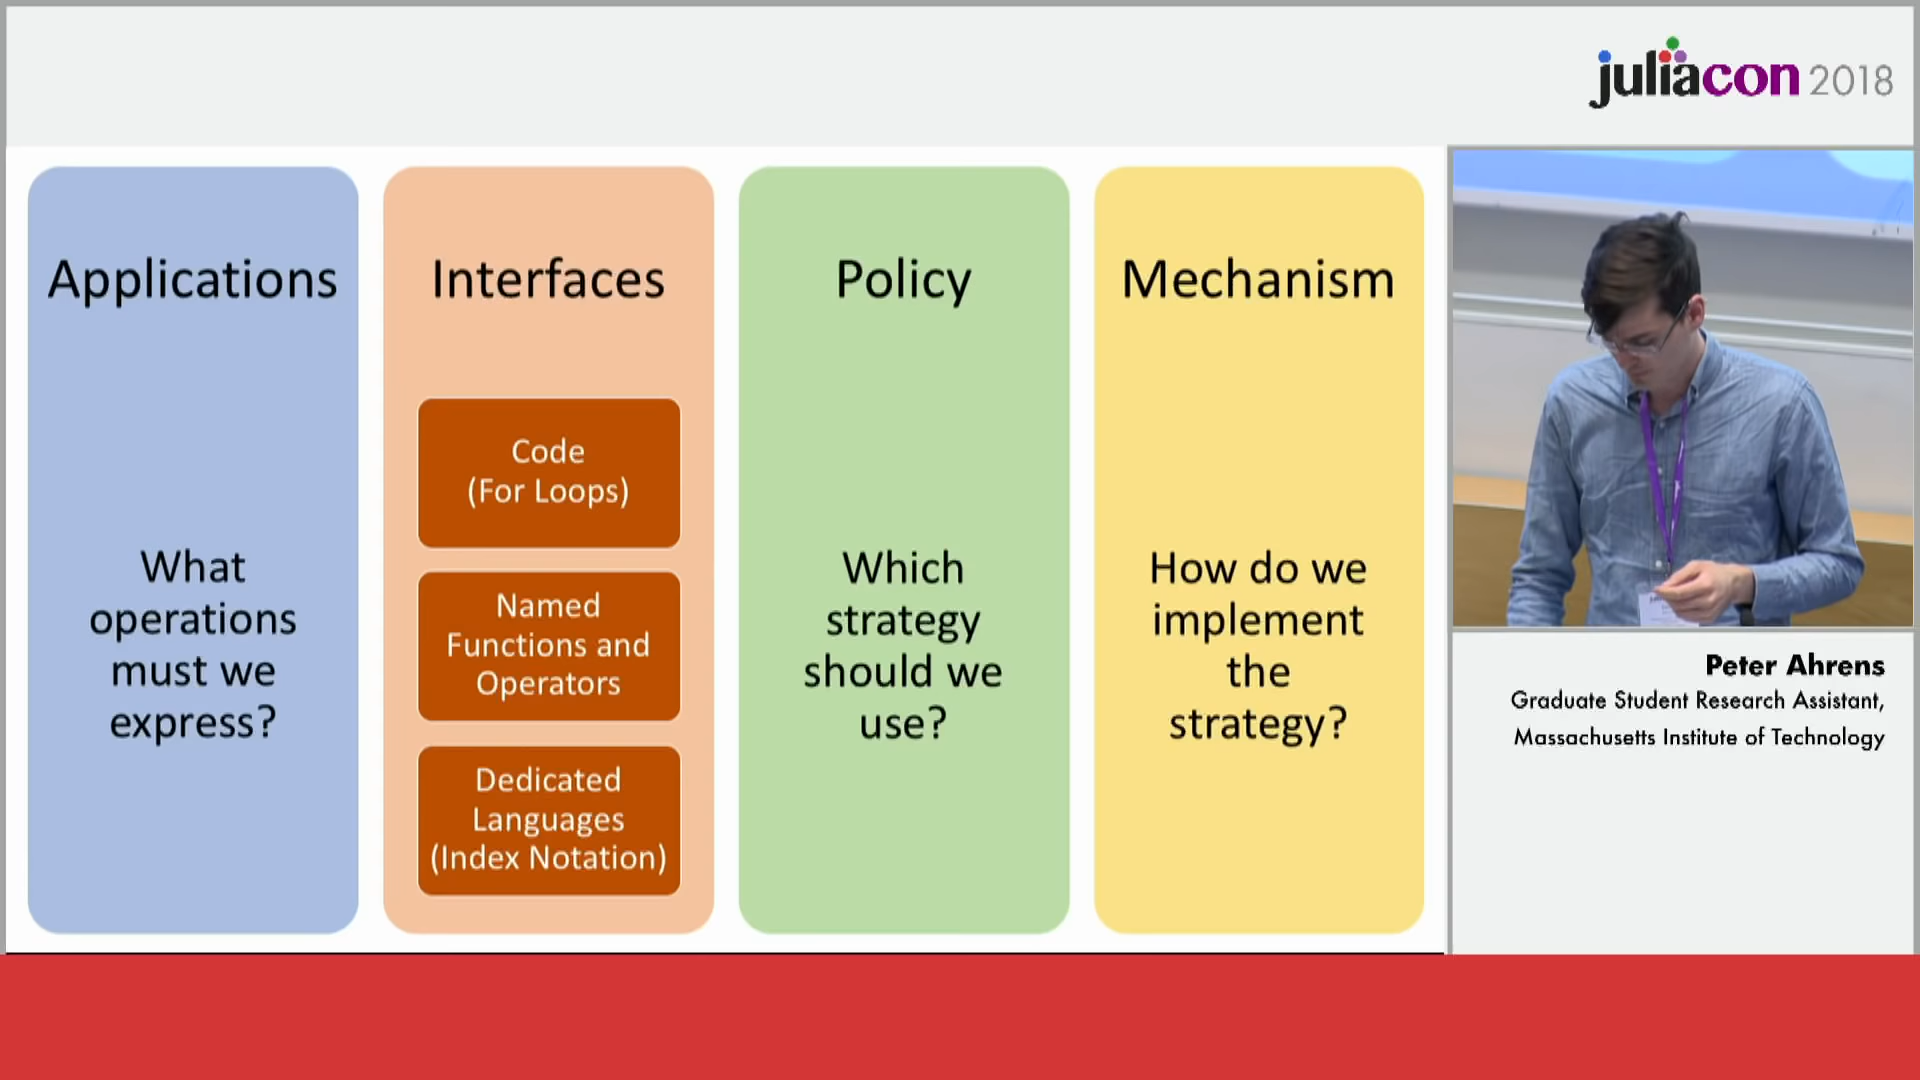 juliacon 2018
Applications
What
operations
must we
express?
Interfaces
Code
(For Loops)
Named
Functions and
Operators
Dedicated
Languages
(Index Notation)
Policy
Which
strategy
should we
use?
Mechanism
How do we
implement
the
strategy?
Peter Ahrens
Graduate Student Research Assistant,
Massachusetts Institute of Technology